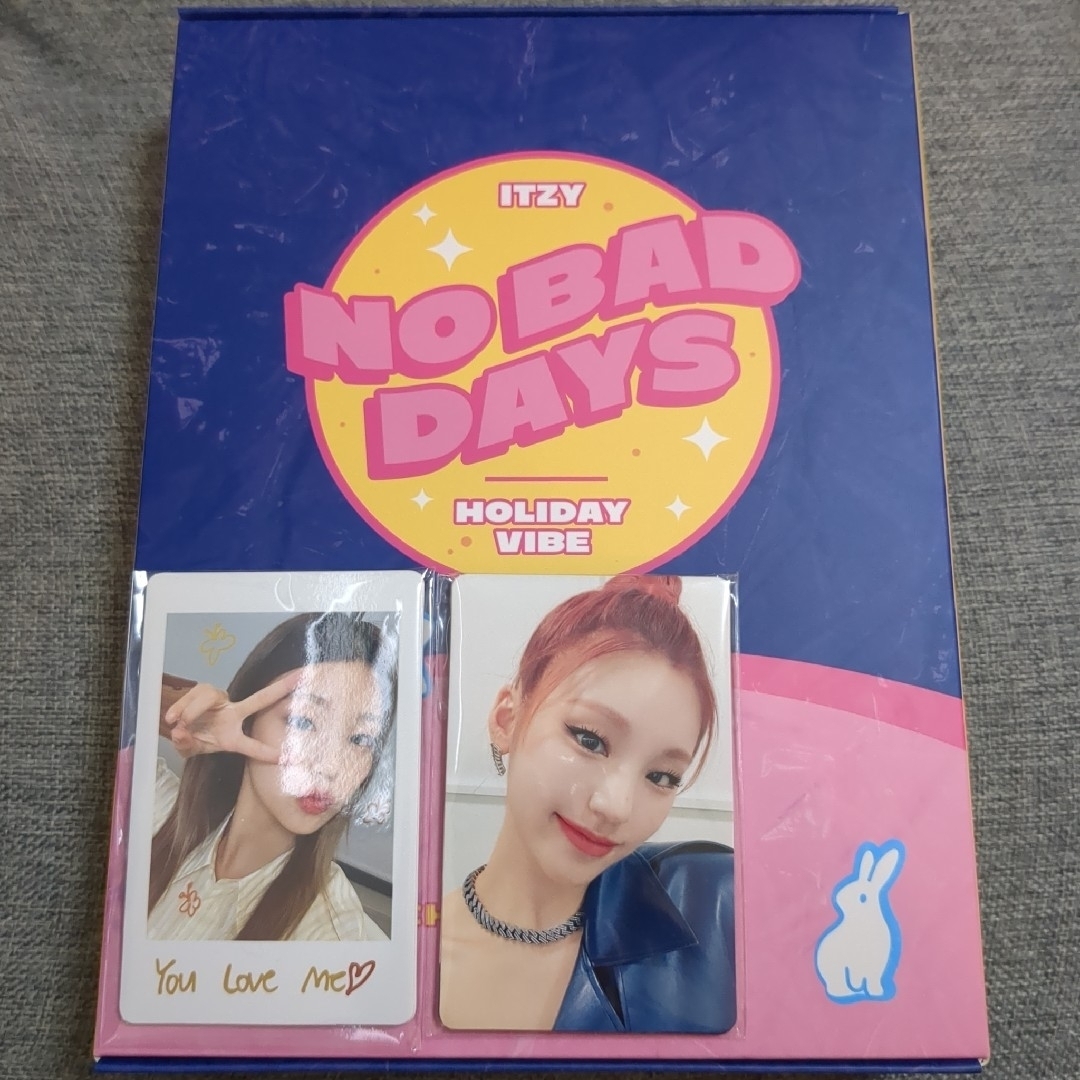 ITZY
NO BAD
DAYS
HOLIDAY
VIBE
You Love Me♡